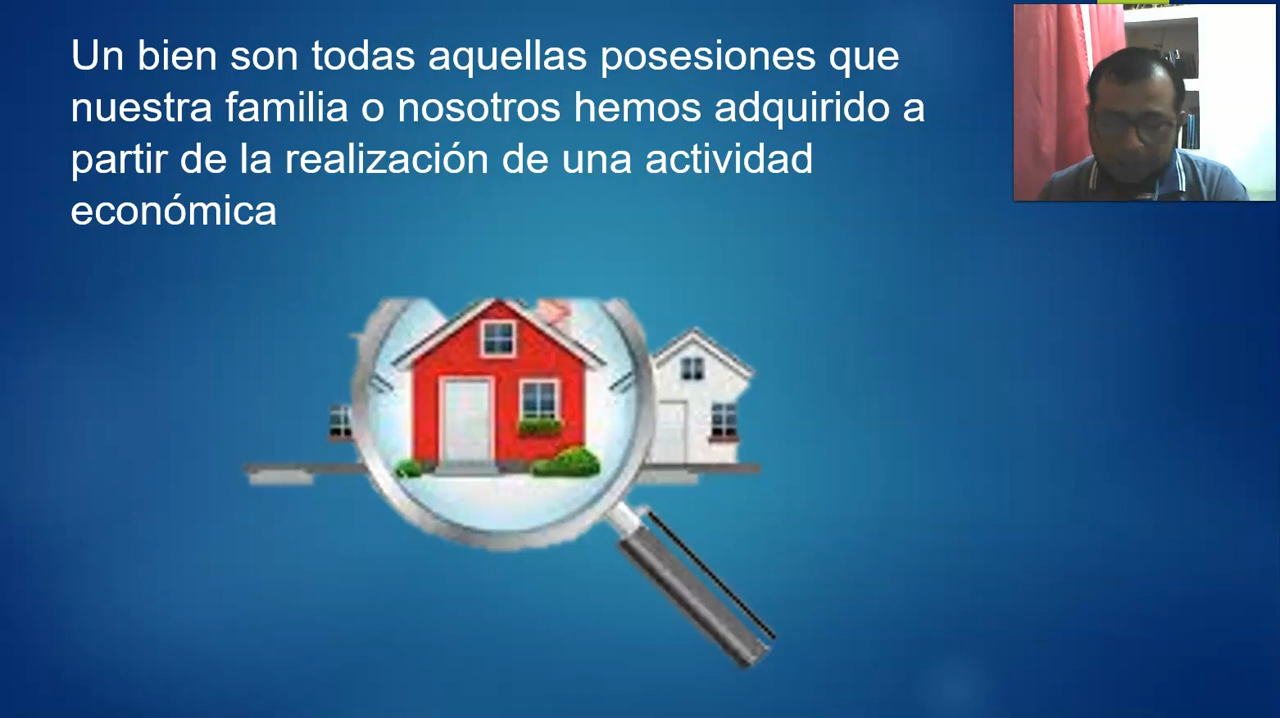 Un bien son todas aquellas posesiones que
nuestra familia o nosotros hemos adquirido a
partir de la realización de una actividad
económica